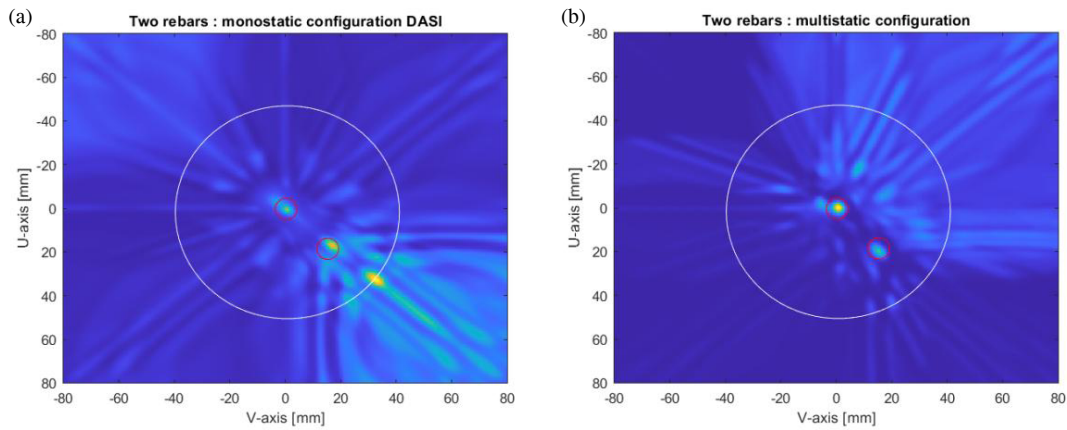 (a)
Two rebars : monostatic configuration DASI
-80
-60
-40
-20
0
20
40
60
80
U-axis [mm]
-80 -60 -40 -20 0 20 40 60 80
V-axis [mm]
(b)
Two rebars : multistatic configuration
-80
-60
-40
-20
0
20
40
60
80
U-axis [mm]
-80 -60 -40 -20 0 20 40 60 80
V-axis [mm]